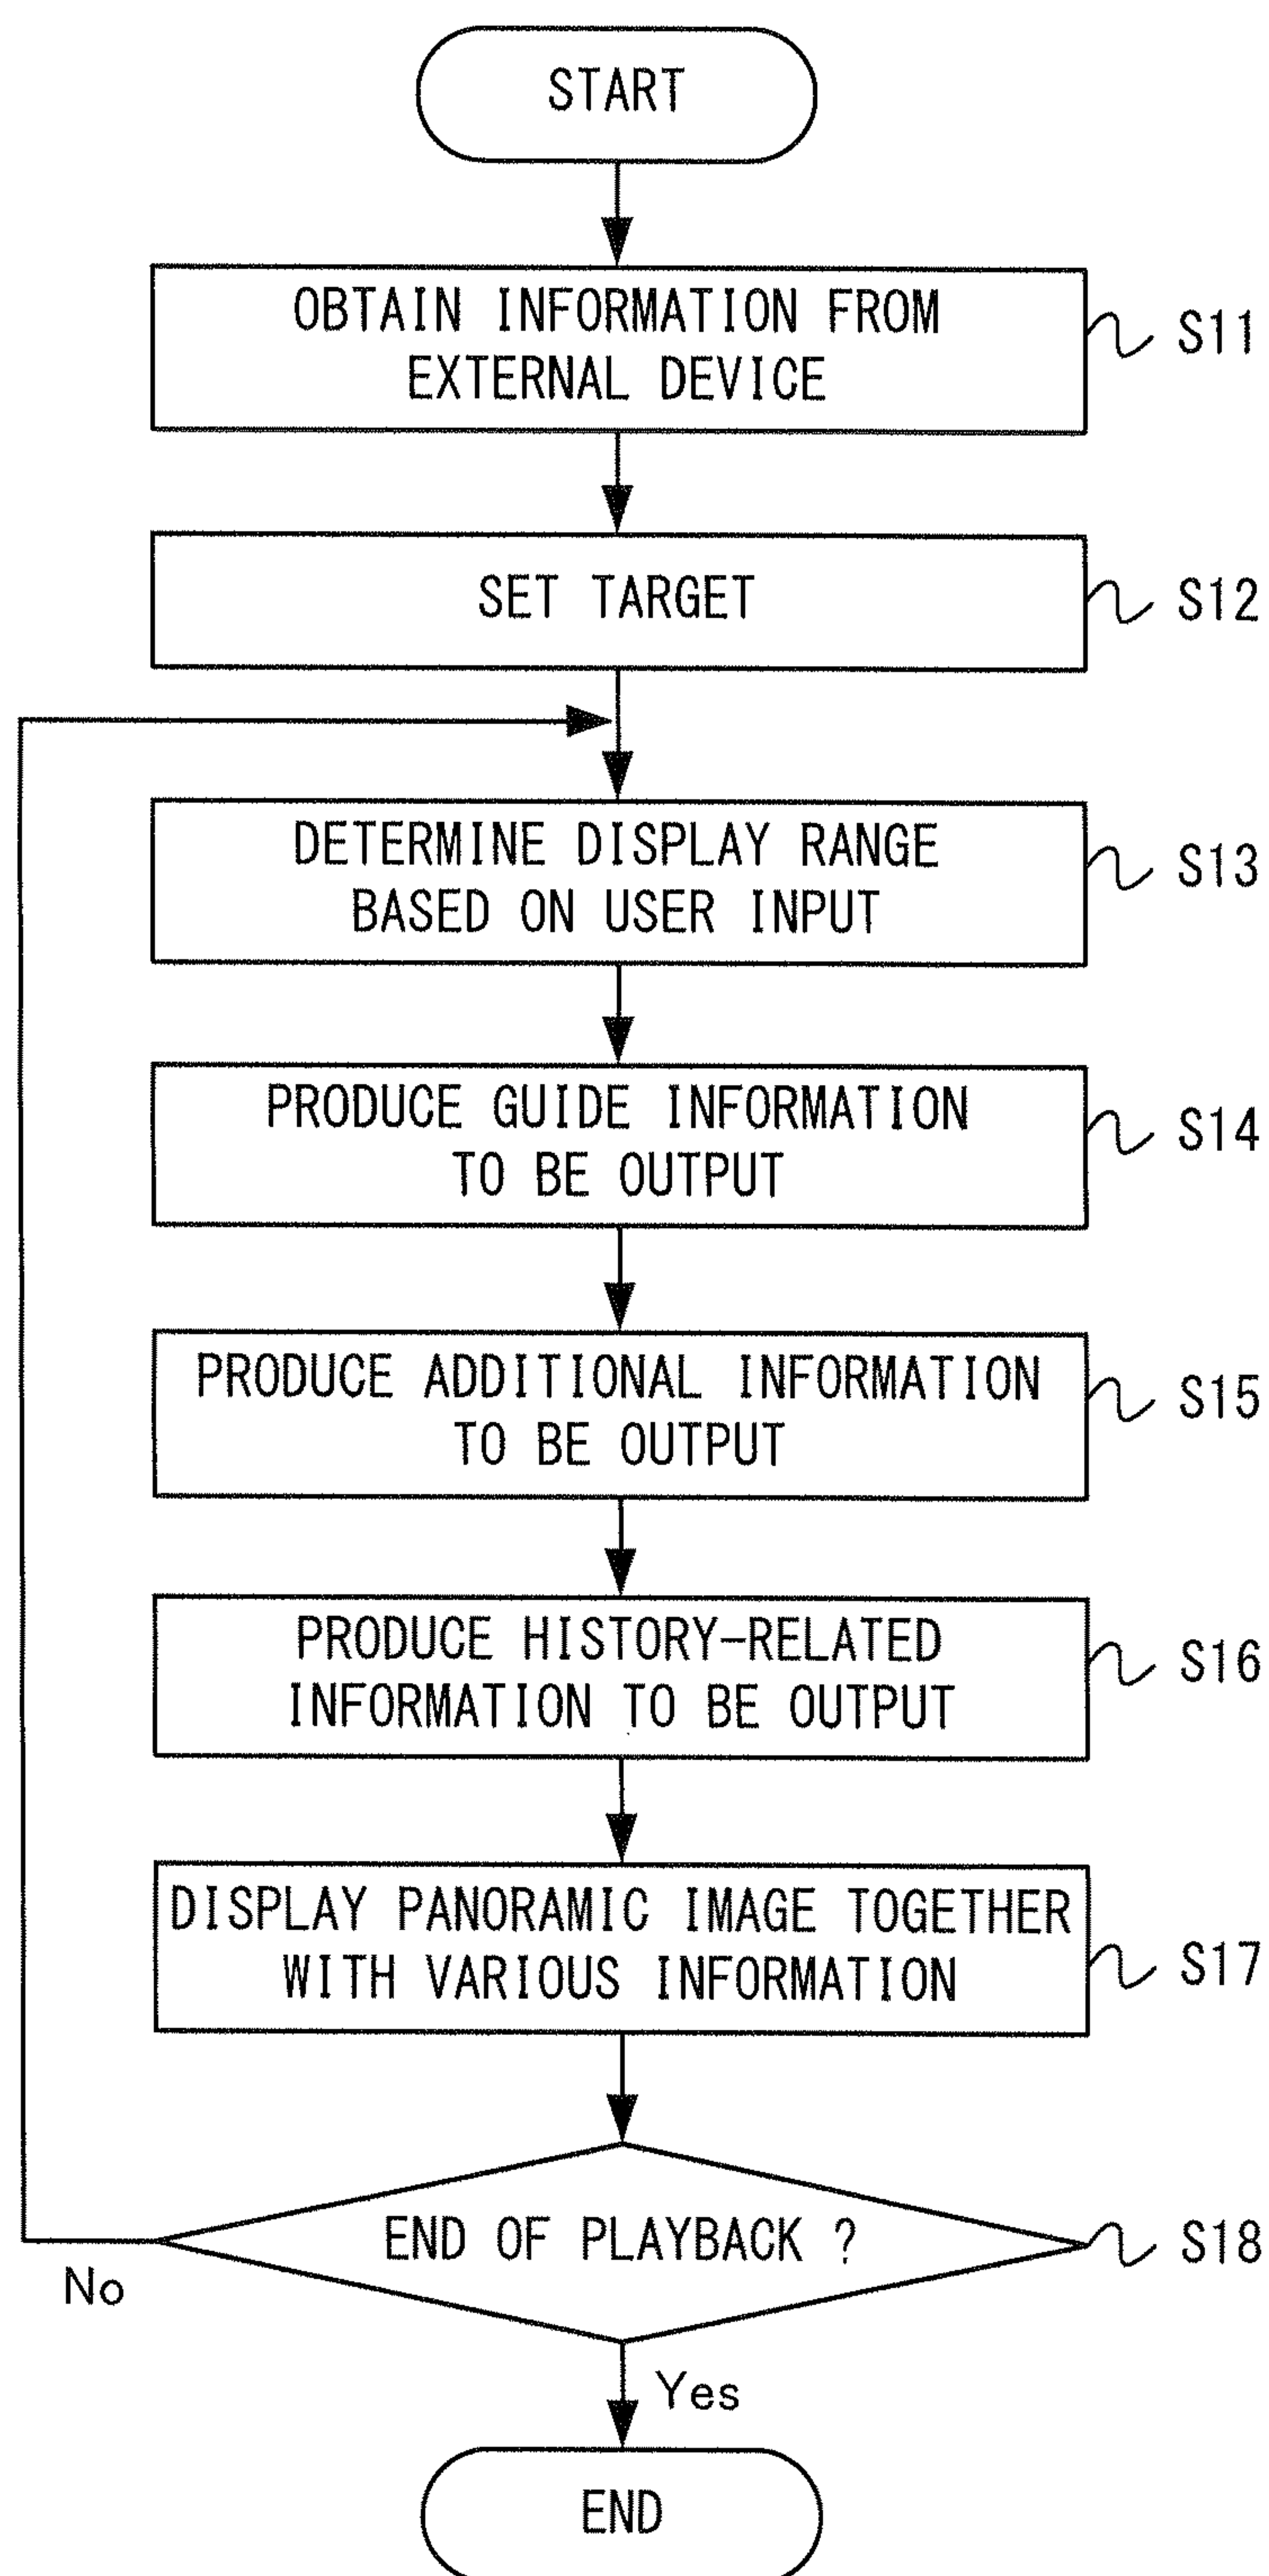 START
OBTAIN INFORMATION FROM
EXTERNAL DEVICE
S11
SET TARGET
S12
DETERMINE DISPLAY RANGE
BASED ON USER INPUT
S13
PRODUCE GUIDE INFORMATION
TO BE OUTPUT
S14
PRODUCE ADDITIONAL INFORMATION
TO BE OUTPUT
S15
PRODUCE HISTORY-RELATED
INFORMATION TO BE OUTPUT
S16
DISPLAY PANORAMIC IMAGE TOGETHER
WITH VARIOUS INFORMATION
S17
END OF PLAYBACK ?
S18
No
Yes
END